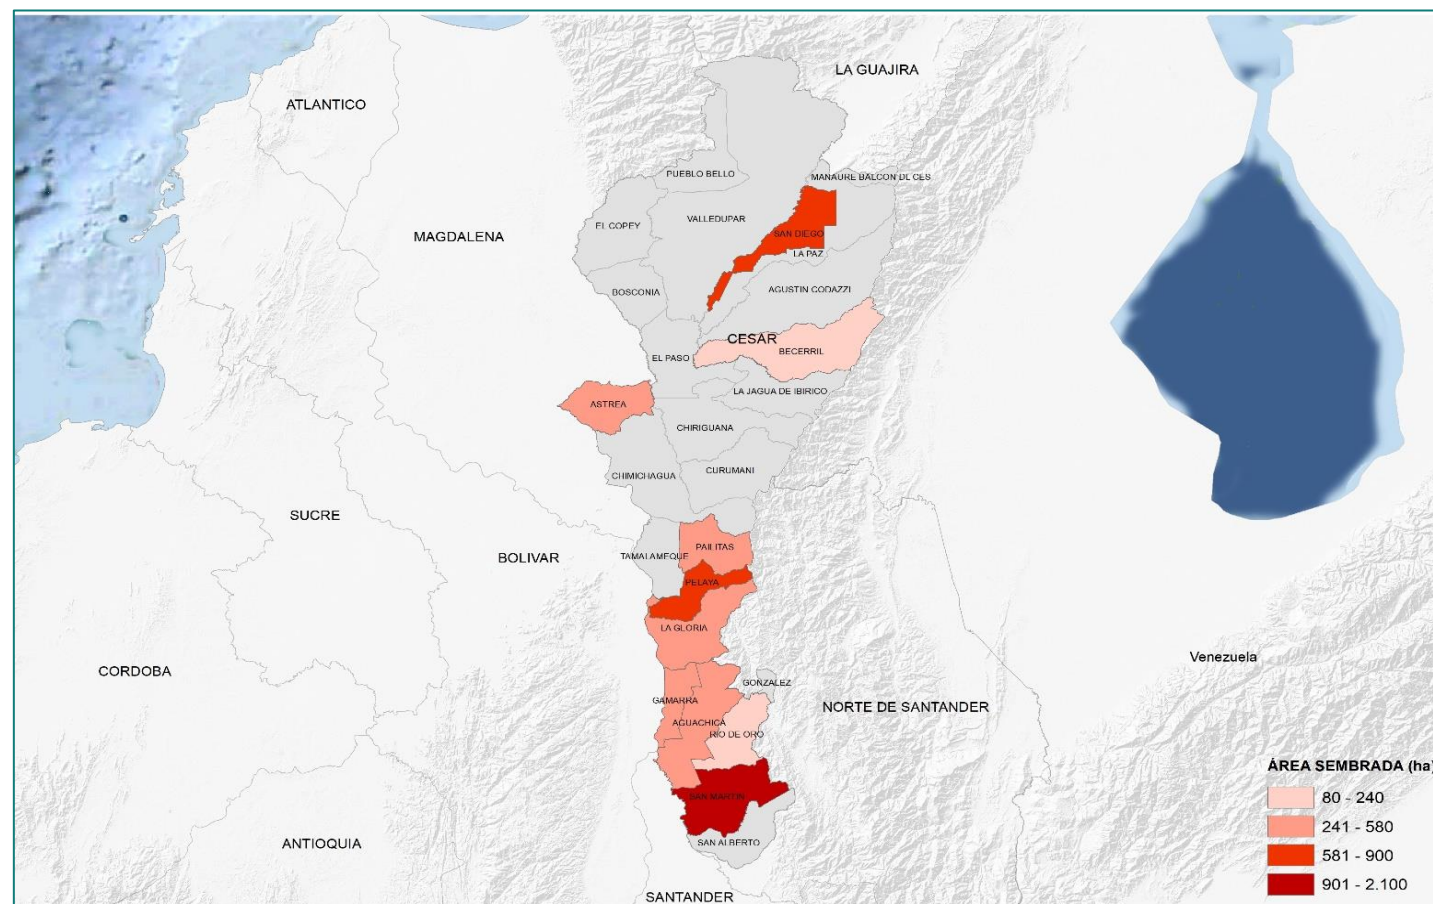 LA GUAJIRA
ATLANTICO
PUEBLO BELLO
MANAURE BALCON DE CES
EL COPEY
VALLEDUPAR
MAGDALENA
SAN DIEGO
LA PAZ
BOSCONIA
AGUSTIN CODAZZI
CESAR
BECERRIL
EL PASO
LA JAGUA DE IBIRICO
ASTREA
CHIRIGUANA
CURUMANI
CHIMICHAGUA
SUCRE
BOLIVAR
TAMALAMEQUE
PAILITAS
PELAYA
LA GLORIA
CORDOBA
Venezuela
GONZALEZ
GAMARRA
NORTE DE SANTANDER
AGUACHICA
RIO DE ORO
SAN MARTIN
SAN ALBERTO
ANTIOQUIA
SANTANDER
ÁREA SEMBRADA (ha)
80 - 240
241 - 580
581 - 900
901 - 2.100